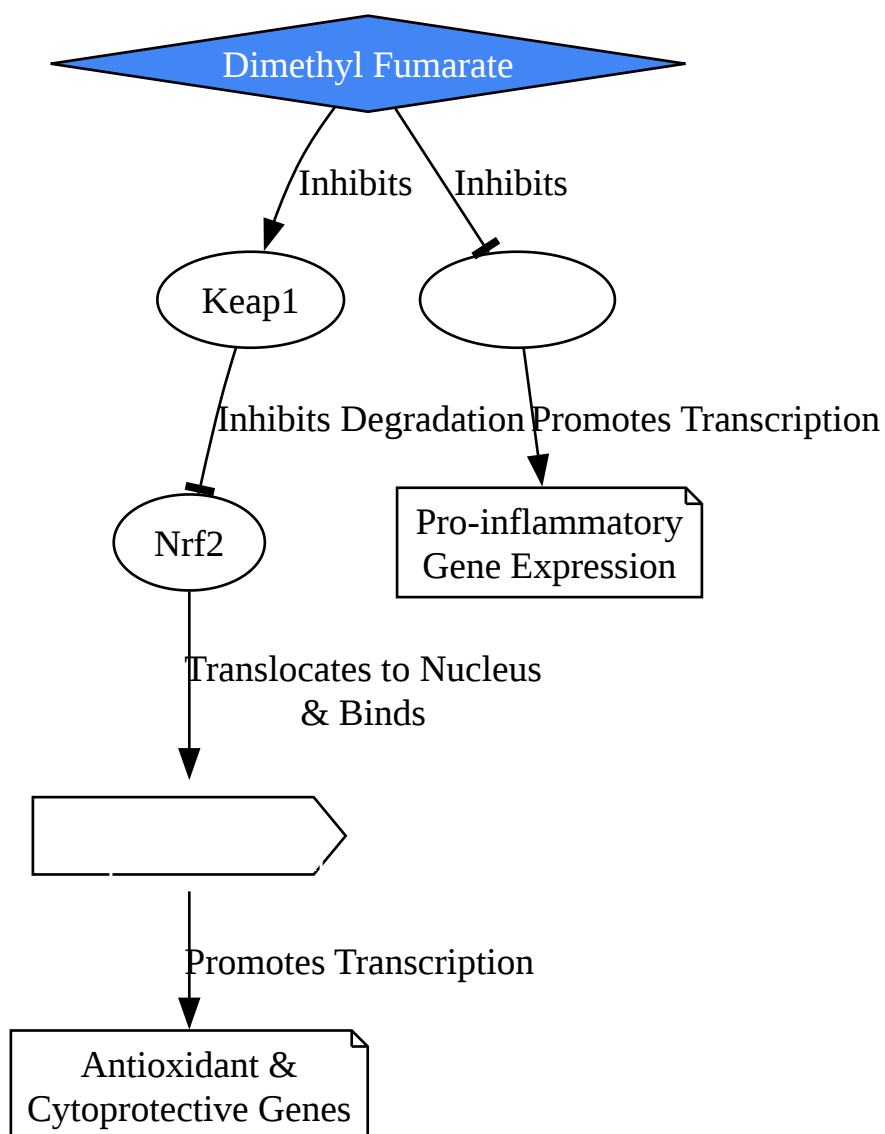 Dimethyl Fumarate
Inhibits
Inhibits
Keap1
Inhibits Degradation
Promotes Transcription
Nrf2
Pro-inflammatory
Gene Expression
Translocates to Nucleus
& Binds
Promotes Transcription
Antioxidant &
Cytoprotective Genes